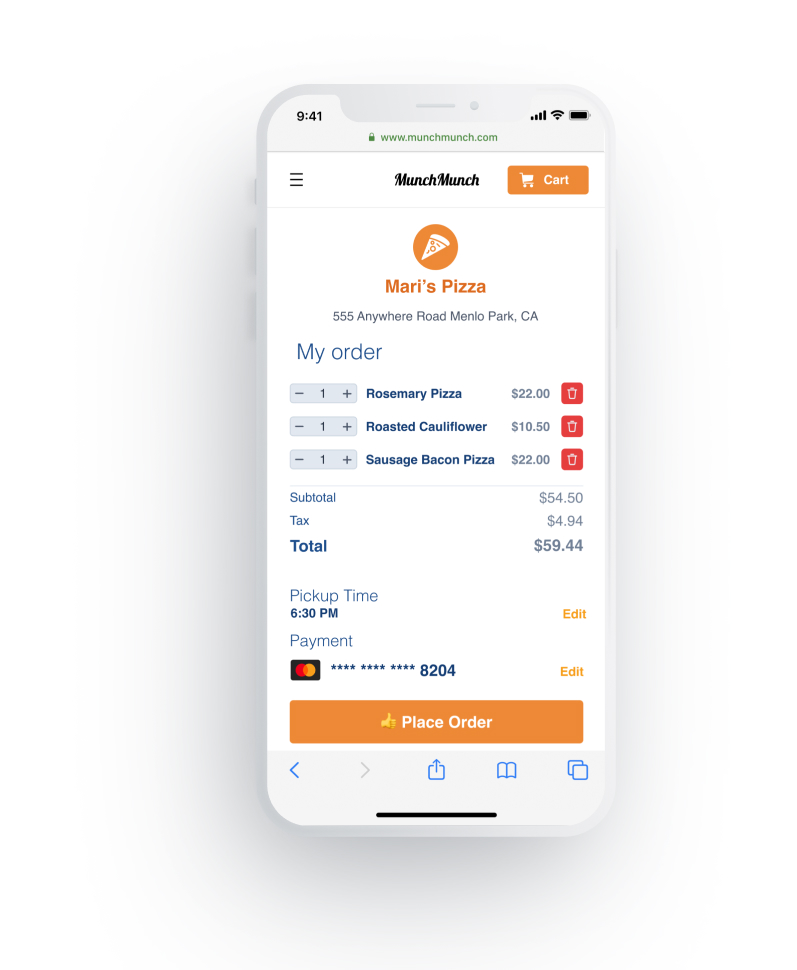 9:41
www.munchmunch.com
MunchMunch Cart
Mari's Pizza
555 Anywhere Road Menlo Park, CA
My order
− 1 + Rosemary Pizza $22.00
− 1 + Roasted Cauliflower $10.50
− 1 + Sausage Bacon Pizza $22.00
Subtotal $54.50
Tax $4.94
Total $59.44
Pickup Time
6:30 PM Edit
Payment
**** **** **** 8204 Edit
👍 Place Order